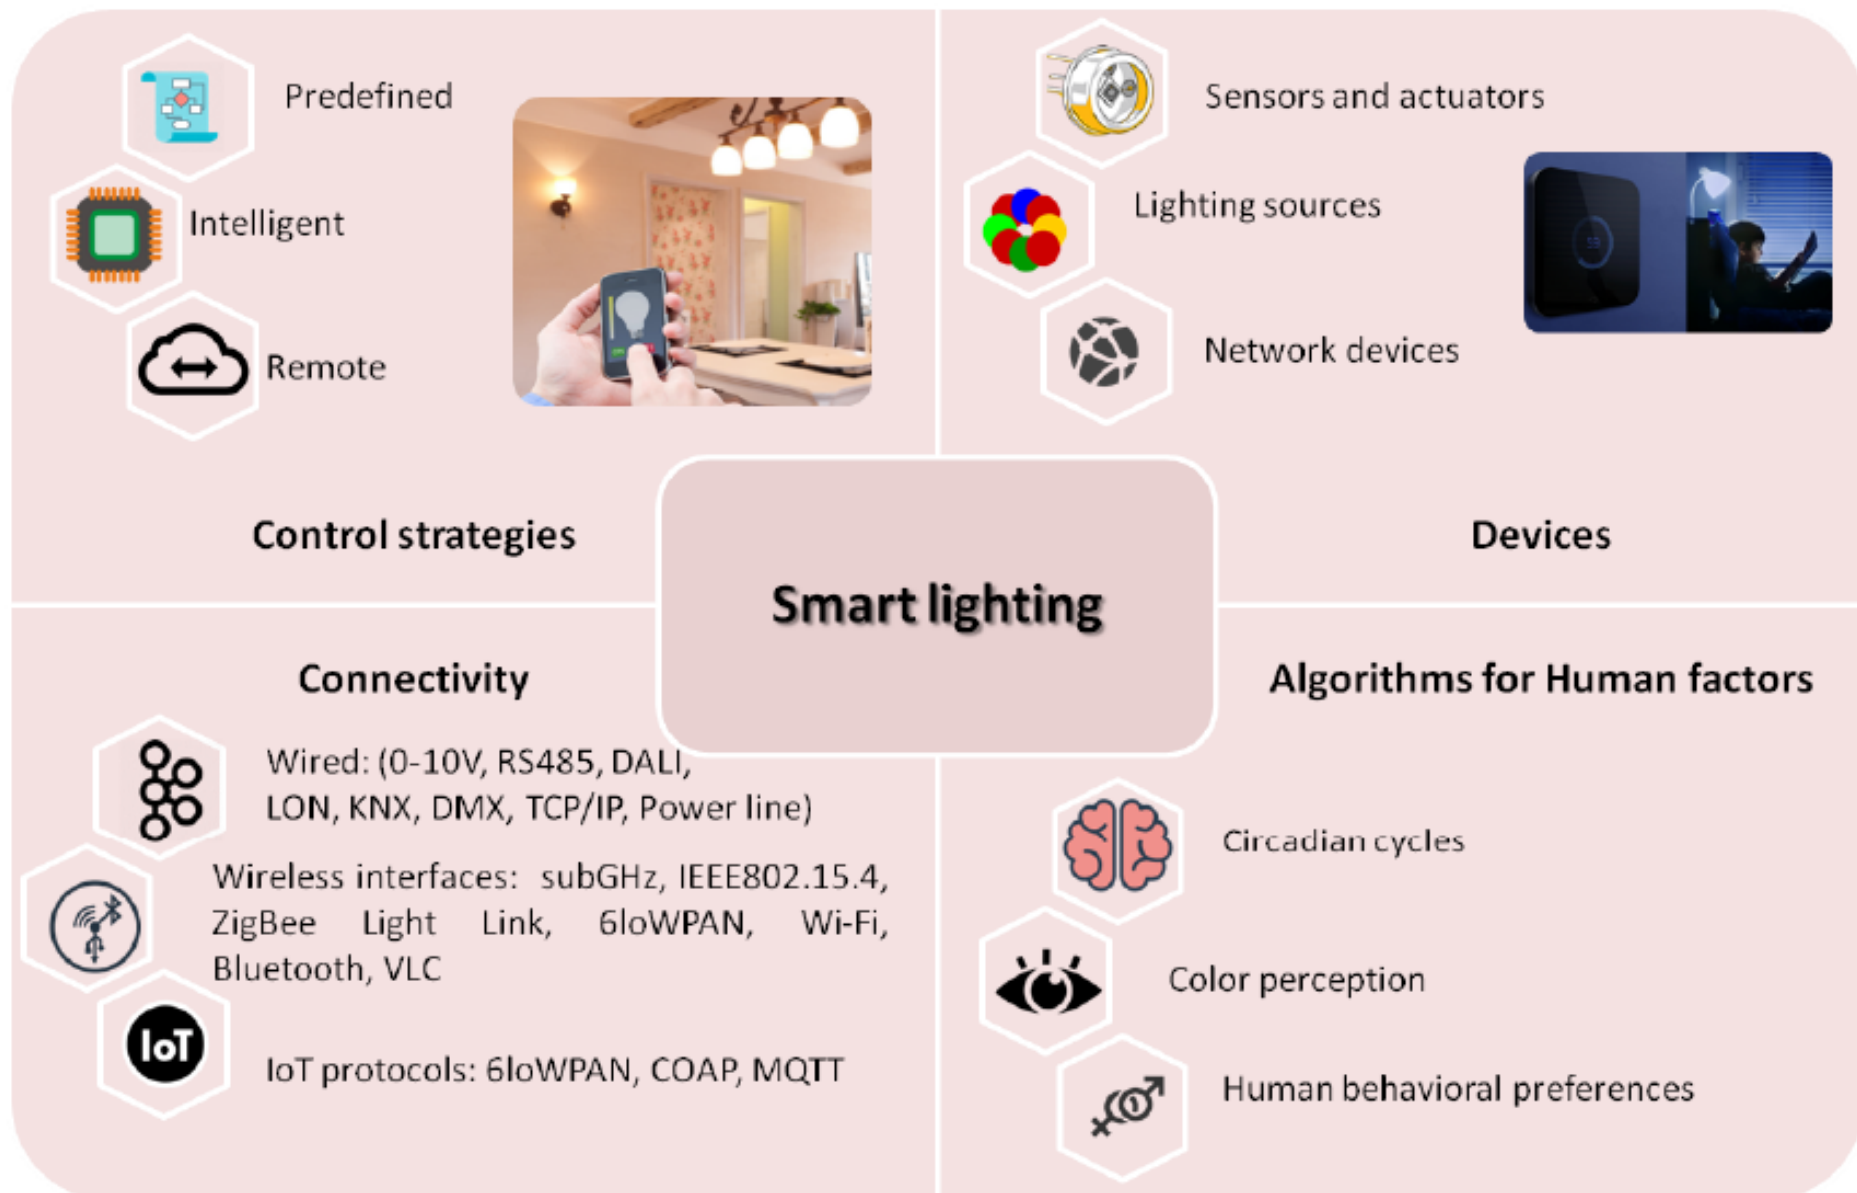 Predefined
Intelligent
Remote
Control strategies
Sensors and actuators
Lighting sources
Network devices
Devices
Smart lighting
Connectivity
Wired: (0-10V, RS485, DALI,
LON, KNX, DMX, TCP/IP, Power line)
Wireless interfaces: subGHz, IEEE802.15.4,
ZigBee Light Link, 6loWPAN, Wi-Fi,
Bluetooth, VLC
IoT
IoT protocols: 6loWPAN, COAP, MQTT
Algorithms for Human factors
Circadian cycles
Color perception
Human behavioral preferences